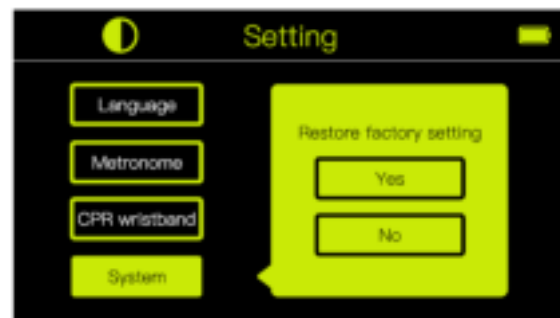 Setting
Language
Metronome
CPR wristband
System
Restore factory setting
Yes
No